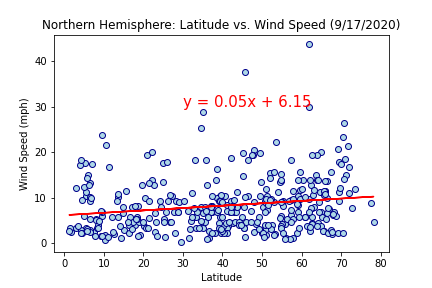 Northern Hemisphere: Latitude vs. Wind Speed (9/17/2020)
40
30
20
10
0
Wind Speed (mph)
y = 0.05x + 6.15
0 10 20 30 40 50 60 70 80
Latitude